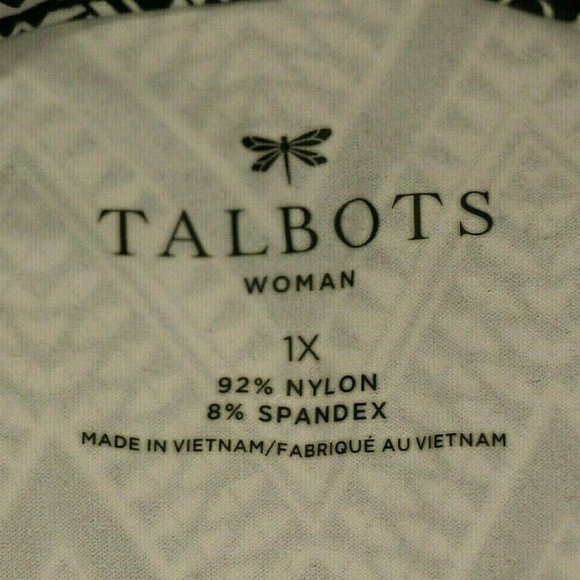 TALBOTS
WOMAN
1X
92% NYLON
8% SPANDEX
MADE IN VIETNAM/FABRIQUÉ AU VIETNAM